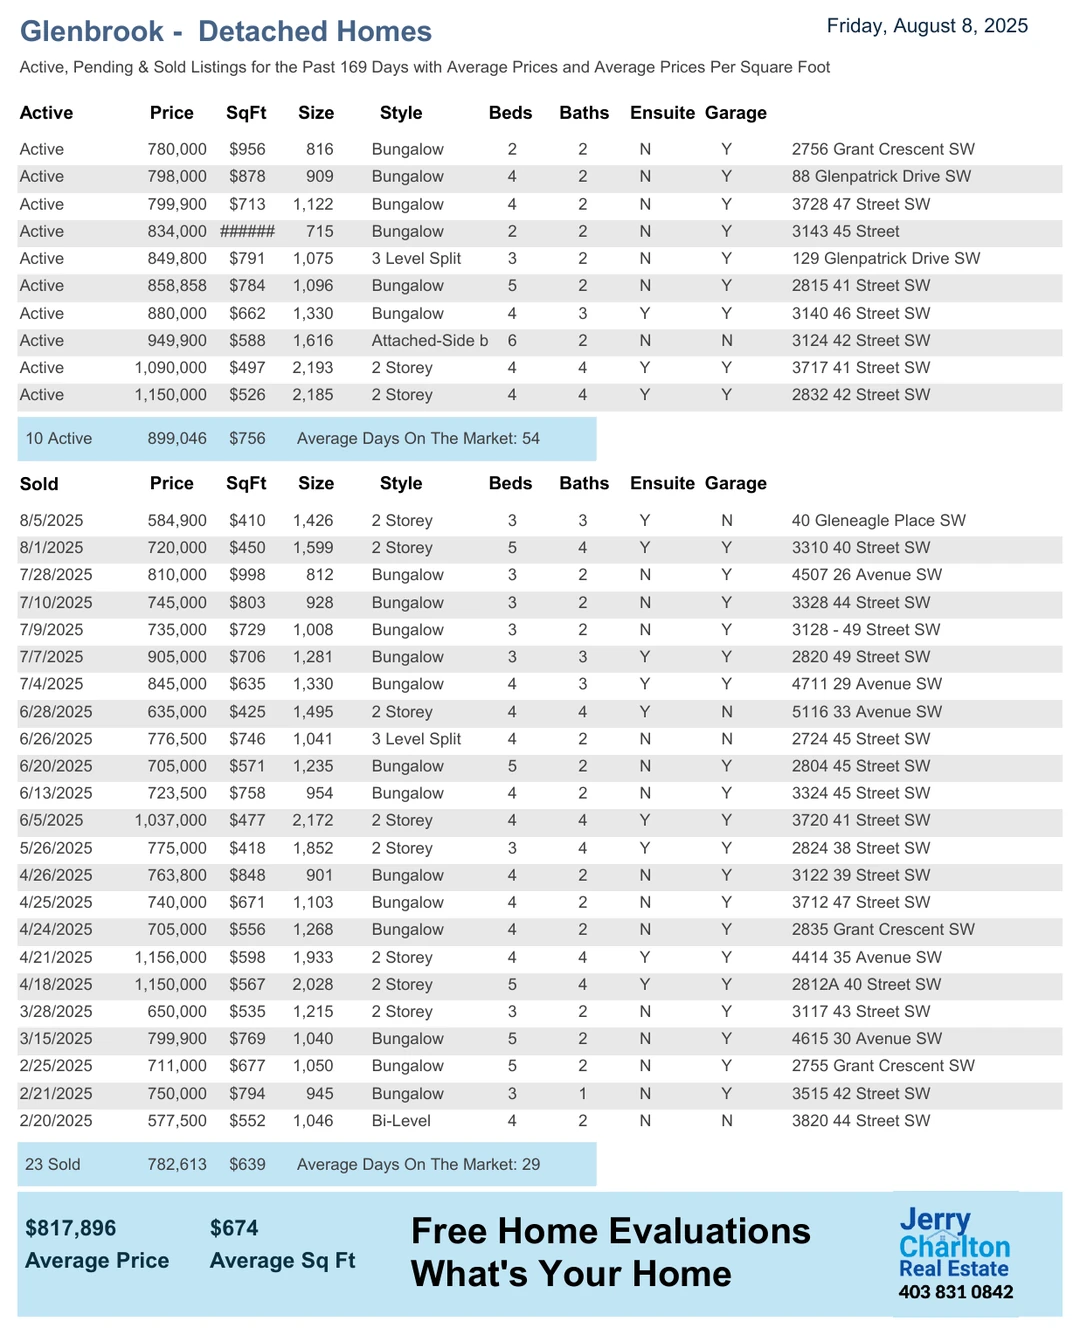 Glenbrook - Detached Homes
Friday, August 8, 2025
Active, Pending & Sold Listings for the Past 169 Days with Average Prices and Average Prices Per Square Foot
Active Price SqFt Size Style Beds Baths Ensuite Garage
Active 780,000 $956 816 Bungalow 2 2 N Y 2756 Grant Crescent SW
Active 798,000 $878 909 Bungalow 4 2 N Y 88 Glenpatrick Drive SW
Active 799,900 $713 1,122 Bungalow 4 2 N Y 3728 47 Street SW
Active 834,000 ###### 715 Bungalow 2 2 N Y 3143 45 Street
Active 849,800 $791 1,075 3 Level Split 3 2 N Y 129 Glenpatrick Drive SW
Active 858,858 $784 1,096 Bungalow 5 2 N Y 2815 41 Street SW
Active 880,000 $662 1,330 Bungalow 4 3 Y Y 3140 46 Street SW
Active 949,900 $588 1,616 Attached-Side b 6 2 N N 3124 42 Street SW
Active 1,090,000 $497 2,193 2 Storey 4 4 Y Y 3717 41 Street SW
Active 1,150,000 $526 2,185 2 Storey 4 4 Y Y 2832 42 Street SW
10 Active 899,046 $756 Average Days On The Market: 54
Sold Price SqFt Size Style Beds Baths Ensuite Garage
8/5/2025 584,900 $410 1,426 2 Storey 3 3 Y N 40 Gleneagle Place SW
8/1/2025 720,000 $450 1,599 2 Storey 5 4 Y Y 3310 40 Street SW
7/28/2025 810,000 $998 812 Bungalow 3 2 N Y 4507 26 Avenue SW
7/10/2025 745,000 $803 928 Bungalow 3 2 N Y 3328 44 Street SW
7/9/2025 735,000 $729 1,008 Bungalow 3 2 N Y 3128 - 49 Street SW
7/7/2025 905,000 $706 1,281 Bungalow 3 3 Y Y 2820 49 Street SW
7/4/2025 845,000 $635 1,330 Bungalow 4 3 Y Y 4711 29 Avenue SW
6/28/2025 635,000 $425 1,495 2 Storey 4 4 Y N 5116 33 Avenue SW
6/26/2025 776,500 $746 1,041 3 Level Split 4 2 N N 2724 45 Street SW
6/20/2025 705,000 $571 1,235 Bungalow 5 2 N Y 2804 45 Street SW
6/13/2025 723,500 $758 954 Bungalow 4 2 N Y 3324 45 Street SW
6/5/2025 1,037,000 $477 2,172 2 Storey 4 4 Y Y 3720 41 Street SW
5/26/2025 775,000 $418 1,852 2 Storey 3 4 Y Y 2824 38 Street SW
4/26/2025 763,800 $848 901 Bungalow 4 2 N Y 3122 39 Street SW
4/25/2025 740,000 $671 1,103 Bungalow 4 2 N Y 3712 47 Street SW
4/24/2025 705,000 $556 1,268 Bungalow 4 2 N Y 2835 Grant Crescent SW
4/21/2025 1,156,000 $598 1,933 2 Storey 4 4 Y Y 4414 35 Avenue SW
4/18/2025 1,150,000 $567 2,028 2 Storey 5 4 Y Y 2812A 40 Street SW
3/28/2025 650,000 $535 1,215 2 Storey 3 2 N Y 3117 43 Street SW
3/15/2025 799,900 $769 1,040 Bungalow 5 2 N Y 4615 30 Avenue SW
2/25/2025 711,000 $677 1,050 Bungalow 5 2 N Y 2755 Grant Crescent SW
2/21/2025 750,000 $794 945 Bungalow 3 1 N Y 3515 42 Street SW
2/20/2025 577,500 $552 1,046 Bi-Level 4 2 N N 3820 44 Street SW
23 Sold 782,613 $639 Average Days On The Market: 29
$817,896 $674
Average Price Average Sq Ft
Free Home Evaluations
What's Your Home
Jerry
Charlton
Real Estate
403 831 0842